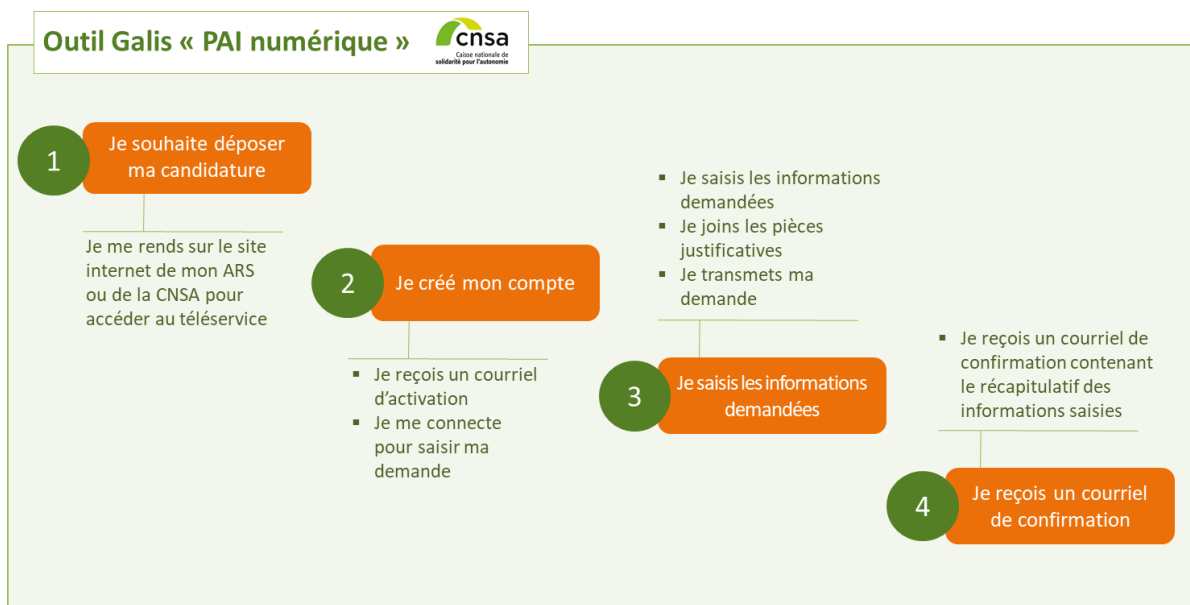 Outil Galis « PAI numérique »
cnsa
Caisse nationale de
solidarité pour l'autonomie
1
Je souhaite déposer
ma candidature
Je me rends sur le site
internet de mon ARS
ou de la CNSA pour
accéder au téléservice
2
Je créé mon compte
▪ Je reçois un courriel
d'activation
▪ Je me connecte
pour saisir ma
demande
▪ Je saisis les informations
demandées
▪ Je joins les pièces
justificatives
▪ Je transmets ma
demande
3
Je saisis les informations
demandées
▪ Je reçois un courriel de
confirmation contenant
le récapitulatif des
informations saisies
4
Je reçois un courriel
de confirmation